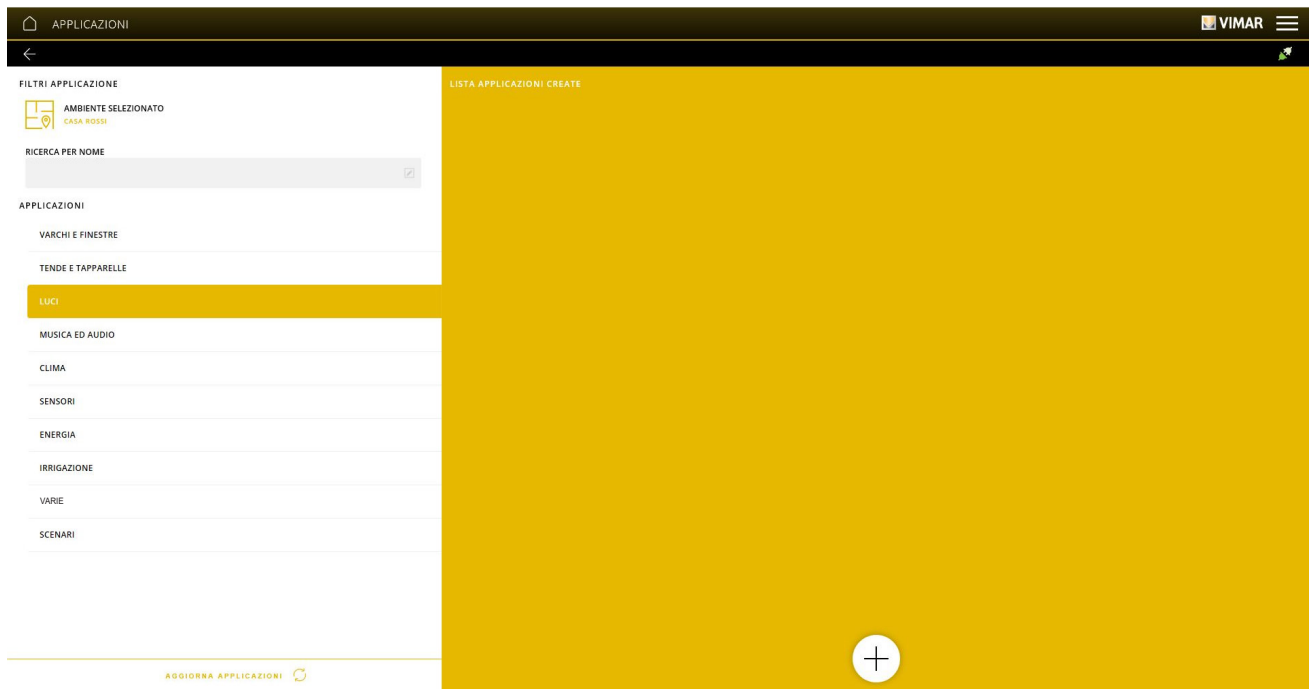 APPLICAZIONI
VIMAR
FILTRI APPLICAZIONE
AMBIENTE SELEZIONATO
CASA ROSSI
RICERCA PER NOME
APPLICAZIONI
VARCHI E FINESTRE
TENDE E TAPPARELLE
LUCI
MUSICA ED AUDIO
CLIMA
SENSORI
ENERGIA
IRRIGAZIONE
VARIE
SCENARI
AGGIORNA APPLICAZIONI
LISTA APPLICAZIONI CREATE